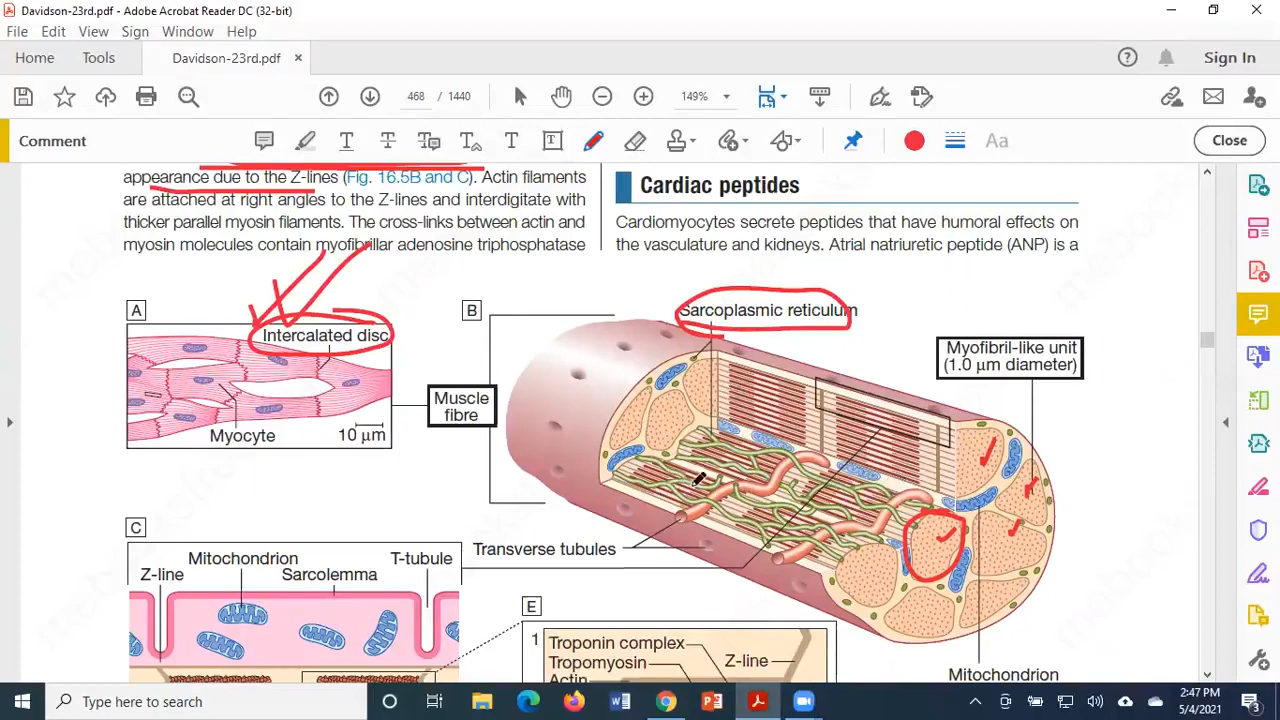 Davidson-23rd.pdf - Adobe Acrobat Reader DC (32-bit)
File Edit View Sign Window Help
Home Tools Davidson-23rd.pdf × Sign In
468 / 1440 149%
Comment Close
appearance due to the Z-lines (Fig. 16.5B and C). Actin filaments
are attached at right angles to the Z-lines and interdigitate with
thicker parallel myosin filaments. The cross-links between actin and
myosin molecules contain myofibrillar adenosine triphosphatase
Cardiac peptides
Cardiomyocytes secrete peptides that have humoral effects on
the vasculature and kidneys. Atrial natriuretic peptide (ANP) is a
A
Intercalated disc
Myocyte
10 μm
B
Sarcoplasmic reticulum
Myofibril-like unit
(1.0 μm diameter)
Muscle
fibre
Transverse tubules
Mitochondrion
C
Mitochondrion
T-tubule
Z-line
Sarcolemma
E
1
Troponin complex
Tropomyosin
Z-line
Actin
Type here to search
2:47 PM
5/4/2021